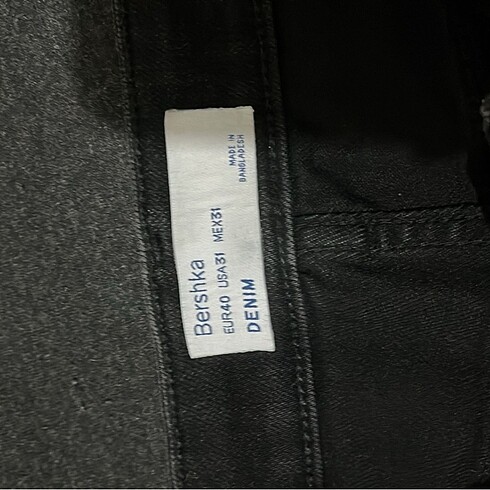 Bershka
EUR40 USA31 MEX31
DENIM
MADE IN
BANGLADESH